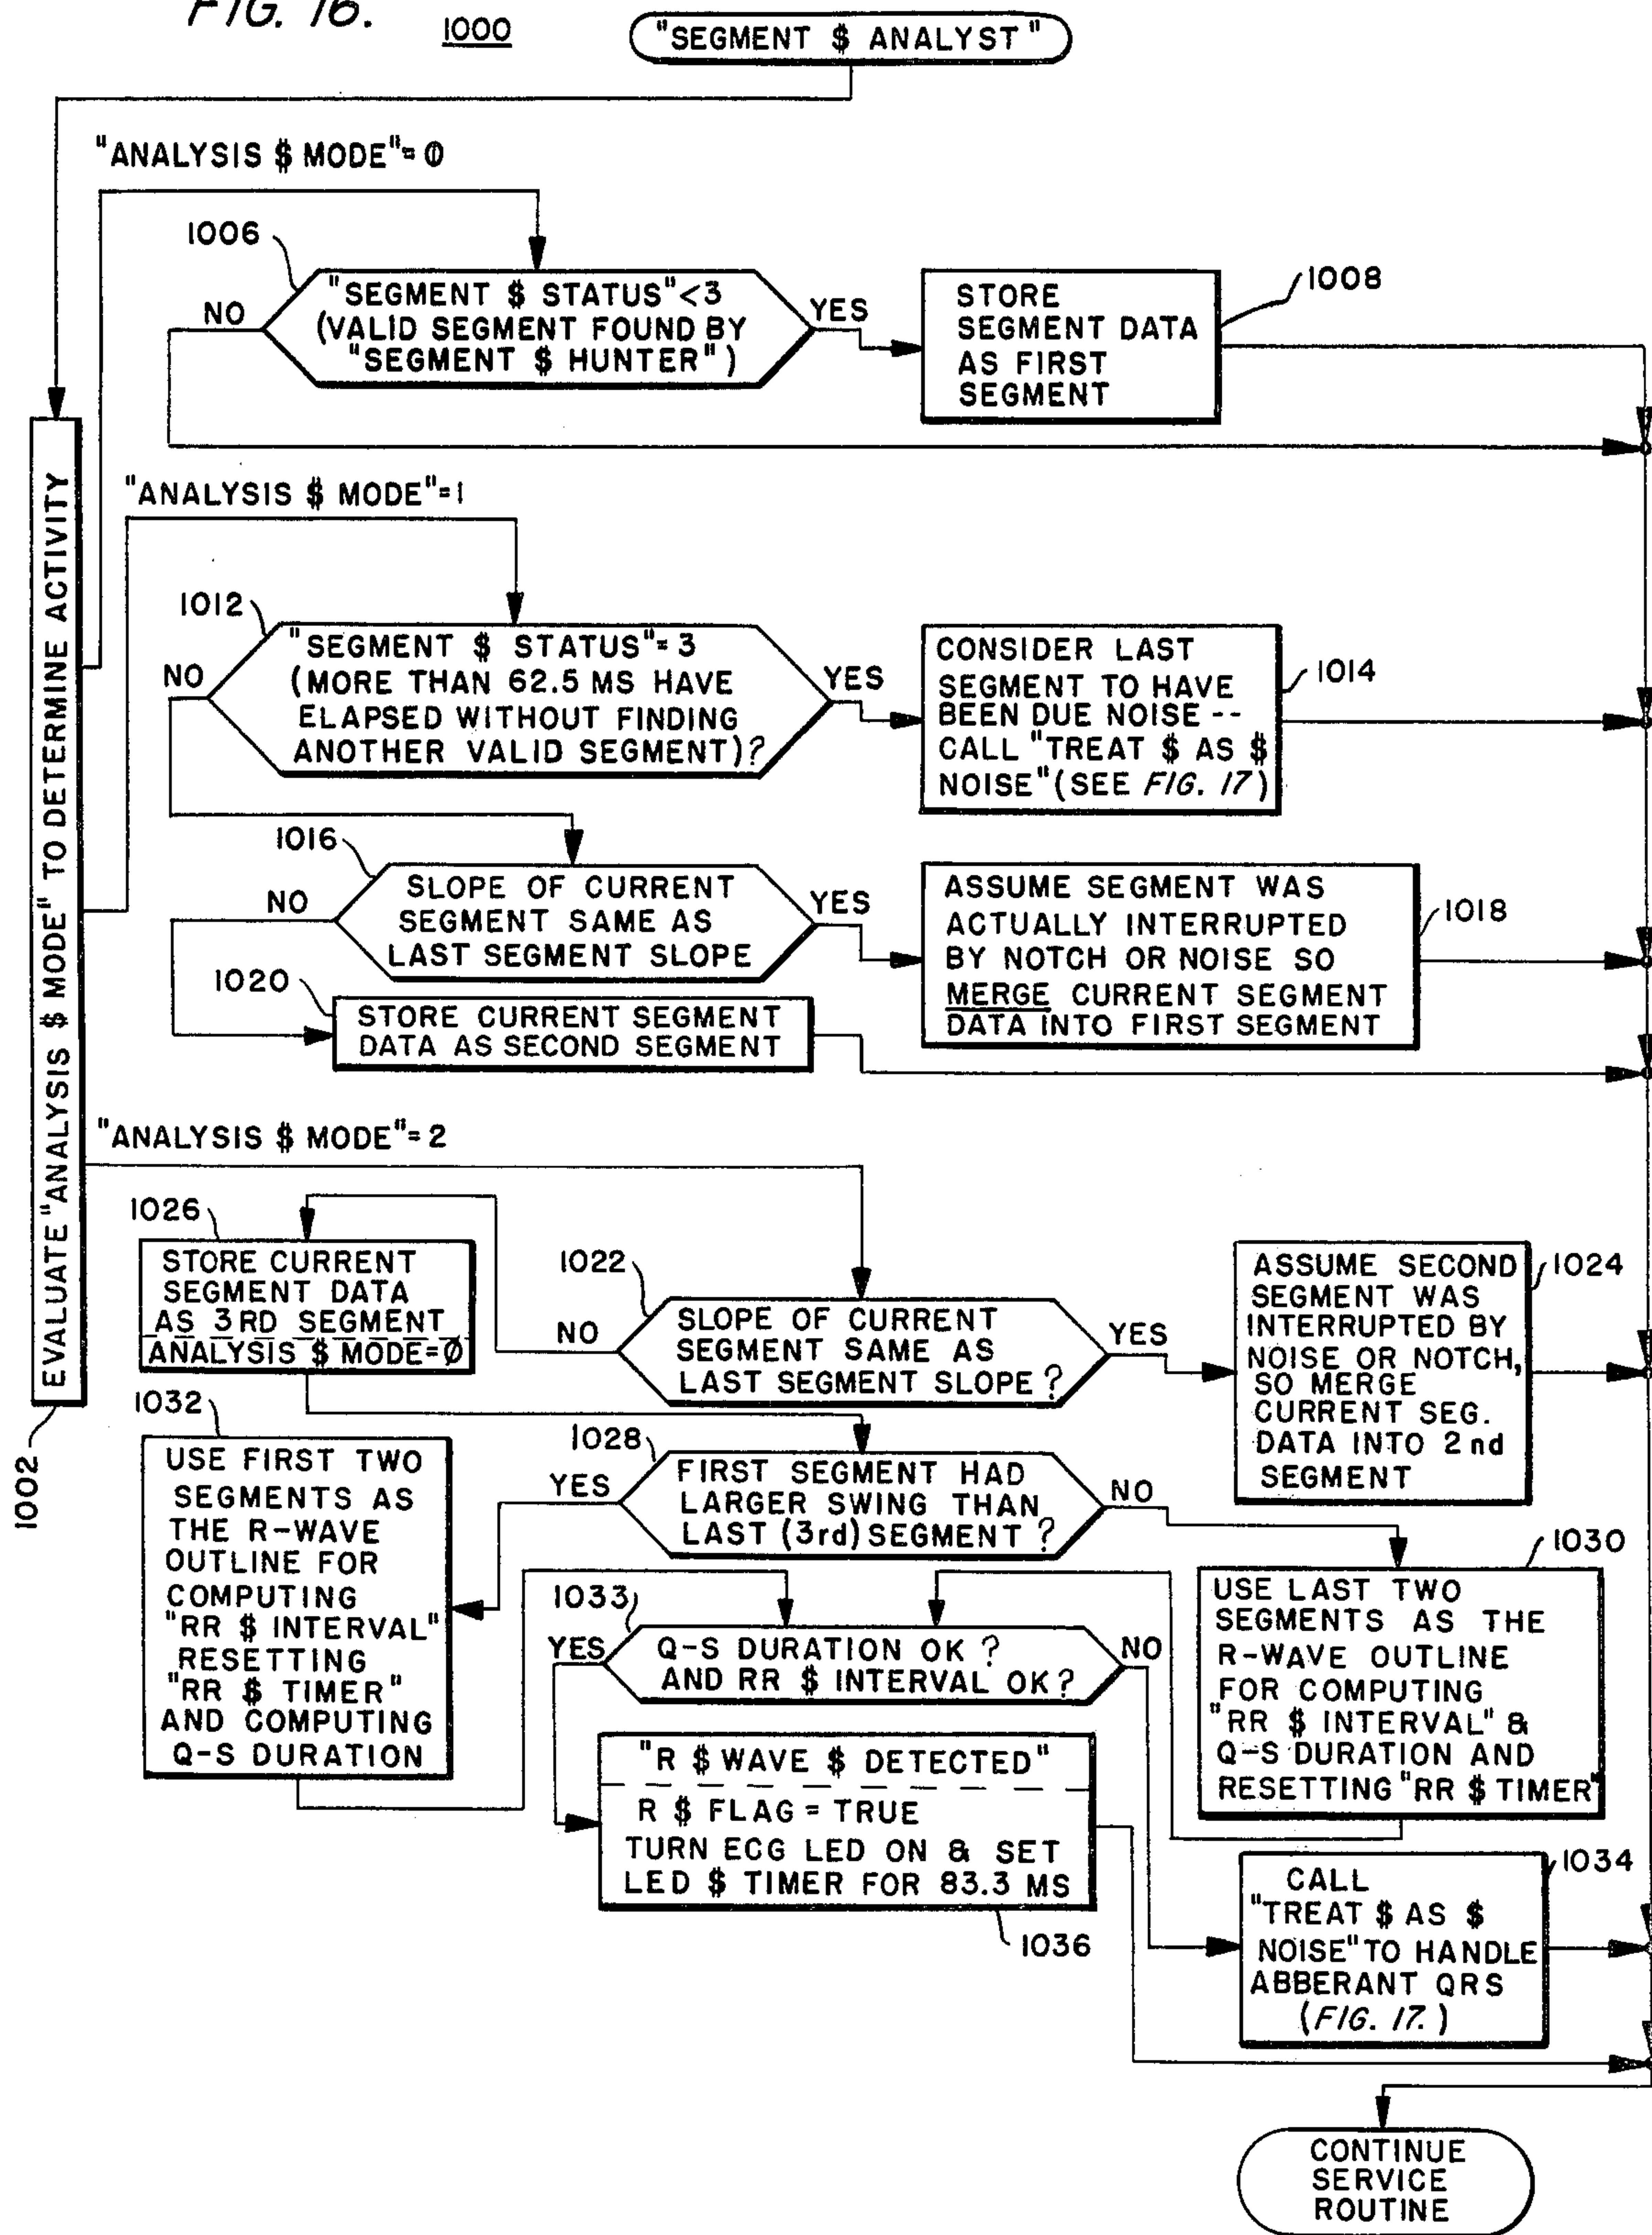 FIG. 16.
1000
"SEGMENT $ ANALYST"
"ANALYSIS $ MODE"=0
1006
NO
"SEGMENT $ STATUS"<3
(VALID SEGMENT FOUND BY
"SEGMENT $ HUNTER")
YES
STORE
SEGMENT DATA
AS FIRST
SEGMENT
1008
EVALUATE "ANALYSIS $ MODE" TO DETERMINE ACTIVITY
1002
"ANALYSIS $ MODE"=1
1012
NO
"SEGMENT $ STATUS"=3
(MORE THAN 62.5 MS HAVE
ELAPSED WITHOUT FINDING
ANOTHER VALID SEGMENT)?
YES
CONSIDER LAST
SEGMENT TO HAVE
BEEN DUE NOISE --
CALL "TREAT $ AS $
NOISE" (SEE FIG. 17)
1014
1016
NO
SLOPE OF CURRENT
SEGMENT SAME AS
LAST SEGMENT SLOPE
YES
ASSUME SEGMENT WAS
ACTUALLY INTERRUPTED
BY NOTCH OR NOISE SO
MERGE CURRENT SEGMENT
DATA INTO FIRST SEGMENT
1018
1020
STORE CURRENT SEGMENT
DATA AS SECOND SEGMENT
"ANALYSIS $ MODE"=2
1026
STORE CURRENT
SEGMENT DATA
AS 3RD SEGMENT
ANALYSIS $ MODE=0
1022
NO
SLOPE OF CURRENT
SEGMENT SAME AS
LAST SEGMENT SLOPE?
YES
ASSUME SECOND
SEGMENT WAS
INTERRUPTED BY
NOISE OR NOTCH,
SO MERGE
CURRENT SEG.
DATA INTO 2nd
SEGMENT
1024
1032
USE FIRST TWO
SEGMENTS AS
THE R-WAVE
OUTLINE FOR
COMPUTING
"RR $ INTERVAL"
RESETTING
"RR $ TIMER"
AND COMPUTING
Q-S DURATION
1028
YES
FIRST SEGMENT HAD
LARGER SWING THAN
LAST (3rd) SEGMENT?
NO
1030
USE LAST TWO
SEGMENTS AS THE
R-WAVE OUTLINE
FOR COMPUTING
"RR $ INTERVAL" &
Q-S DURATION AND
RESETTING "RR $ TIMER"
1033
YES
Q-S DURATION OK?
AND RR $ INTERVAL OK?
NO
"R $ WAVE $ DETECTED"
R $ FLAG = TRUE
TURN ECG LED ON & SET
LED $ TIMER FOR 83.3 MS
1036
CALL
"TREAT $ AS $
NOISE" TO HANDLE
ABBERANT QRS
(FIG. 17.)
1034
CONTINUE
SERVICE
ROUTINE